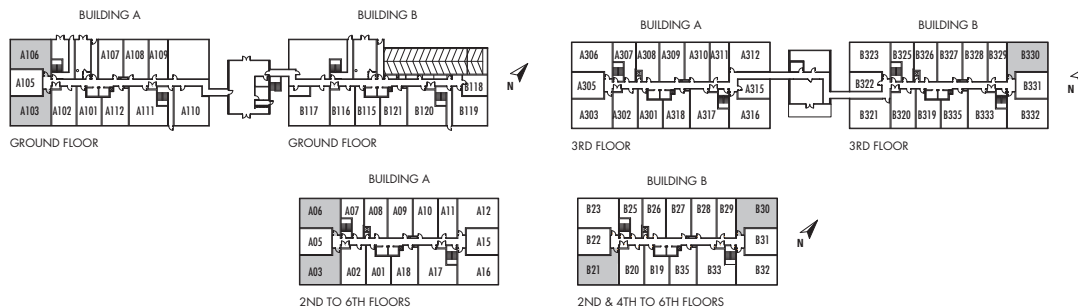 BUILDING A
BUILDING B
A106 A107 A108 A109
A105
A103 A102 A101 A112 A111 A110
B118
B117 B116 B115 B121 B120 B119
N
GROUND FLOOR
GROUND FLOOR
BUILDING A
BUILDING B
A306 A307 A308 A309 A310 A311 A312
A305 A315
A303 A302 A301 A318 A317 A316
B323 B325 B326 B327 B328 B329 B330
B322 B331
B321 B320 B319 B335 B333 B332
N
3RD FLOOR
3RD FLOOR
BUILDING A
A06 A07 A08 A09 A10 A11 A12
A05 A15
A03 A02 A01 A18 A17 A16
2ND TO 6TH FLOORS
BUILDING B
B23 B25 B26 B27 B28 B29 B30
B22 B31
B21 B20 B19 B35 B33 B32
N
2ND & 4TH TO 6TH FLOORS